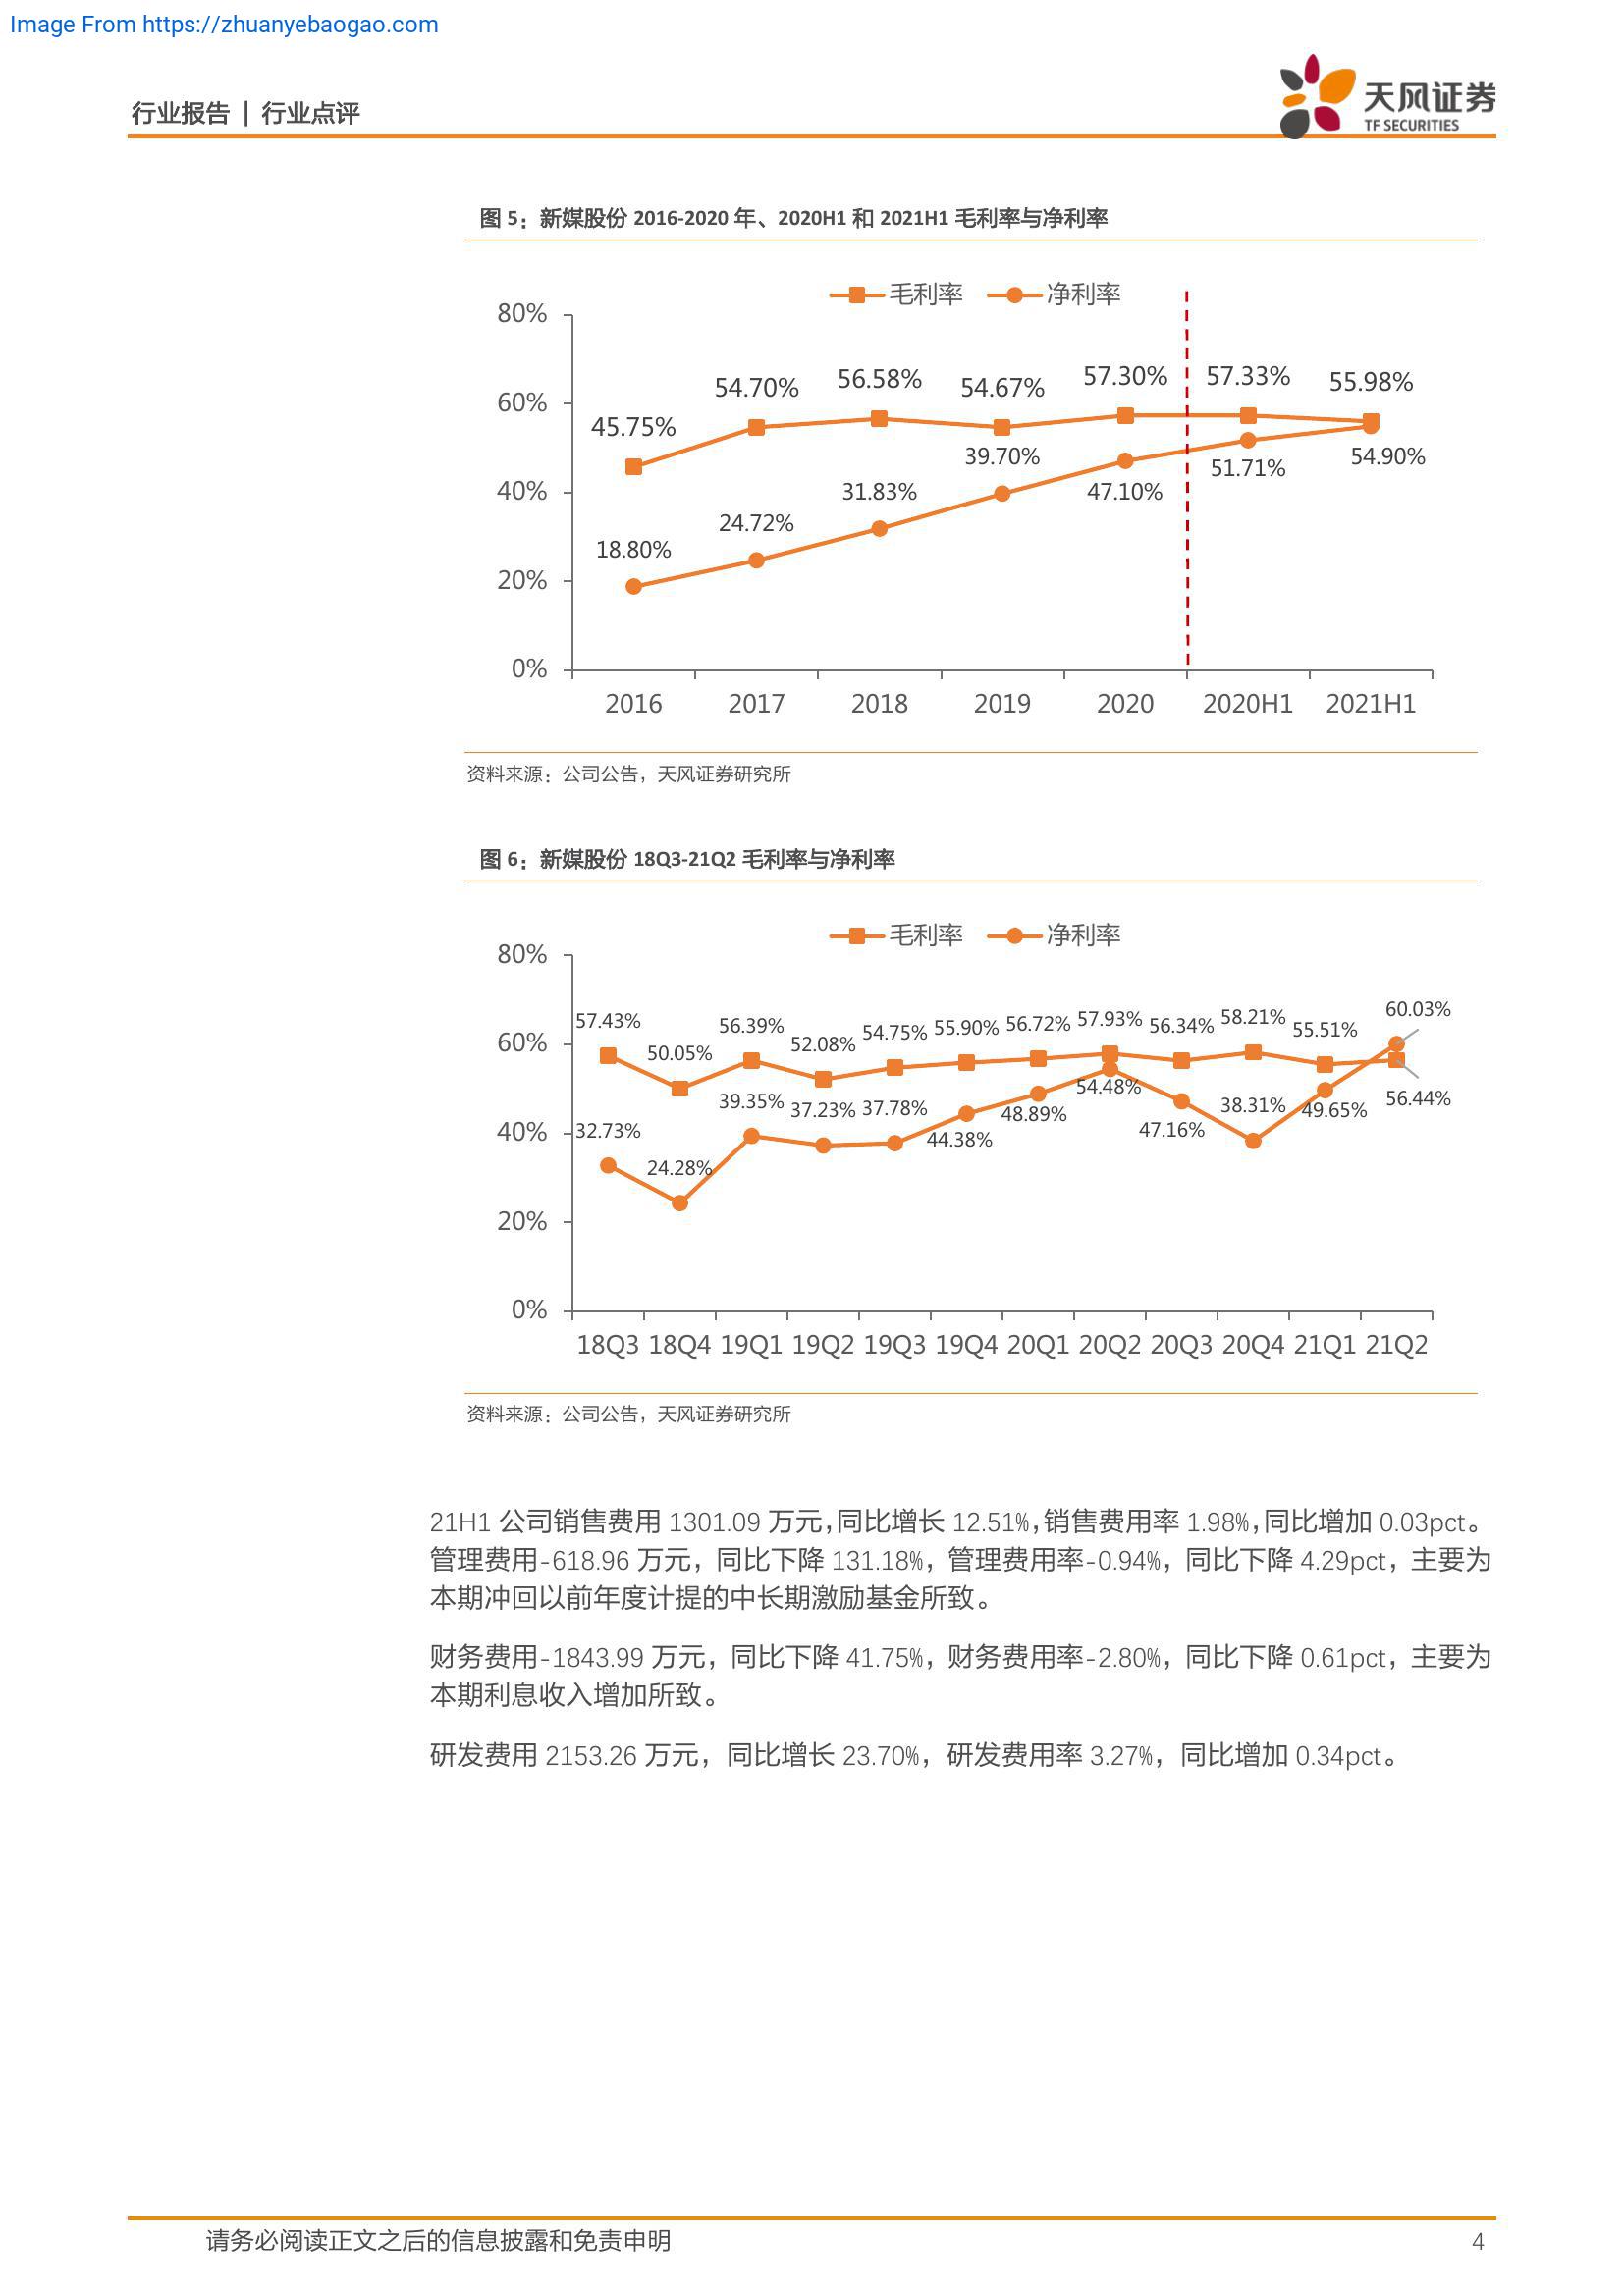 Image From https://zhuanyebaogao.com
行业报告 | 行业点评
天风证券
TF SECURITIES
图 5：新媒股份 2016-2020 年、2020H1 和 2021H1 毛利率与净利率
毛利率 净利率
80%
60%
40%
20%
0%
45.75% 54.70% 56.58% 54.67% 57.30% 57.33% 55.98%
18.80% 24.72% 31.83% 39.70% 47.10% 51.71% 54.90%
2016 2017 2018 2019 2020 2020H1 2021H1
资料来源：公司公告，天风证券研究所
图 6：新媒股份 18Q3-21Q2 毛利率与净利率
毛利率 净利率
80%
60%
40%
20%
0%
57.43% 50.05% 56.39% 52.08% 54.75% 55.90% 56.72% 57.93% 56.34% 58.21% 55.51% 56.44%
32.73% 24.28% 39.35% 37.23% 37.78% 44.38% 48.89% 54.48% 47.16% 38.31% 49.65% 60.03%
18Q3 18Q4 19Q1 19Q2 19Q3 19Q4 20Q1 20Q2 20Q3 20Q4 21Q1 21Q2
资料来源：公司公告，天风证券研究所
21H1 公司销售费用 1301.09 万元，同比增长 12.51%，销售费用率 1.98%，同比增加 0.03pct。
管理费用-618.96 万元，同比下降 131.18%，管理费用率-0.94%，同比下降 4.29pct，主要为
本期冲回以前年度计提的中长期激励基金所致。
财务费用-1843.99 万元，同比下降 41.75%，财务费用率-2.80%，同比下降 0.61pct，主要为
本期利息收入增加所致。
研发费用 2153.26 万元，同比增长 23.70%，研发费用率 3.27%，同比增加 0.34pct。
请务必阅读正文之后的信息披露和免责申明
4